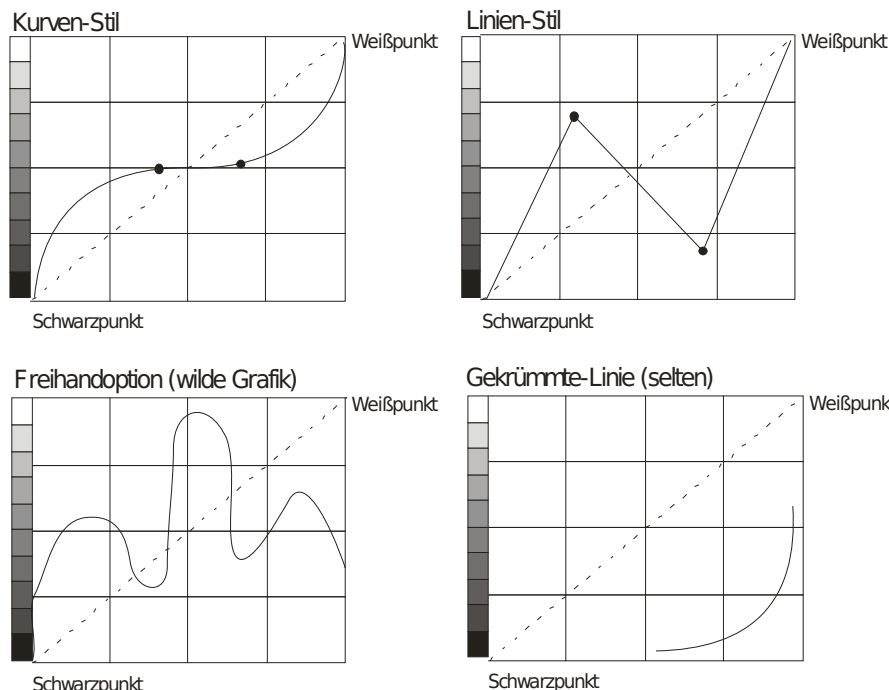 Kurven-Stil
Weißpunkt
Schwarzpunkt
Linien-Stil
Weißpunkt
Schwarzpunkt
Freihandoption (wilde Grafik)
Weißpunkt
Schwarzpunkt
Gekrümmte-Linie (selten)
Weißpunkt
Schwarzpunkt